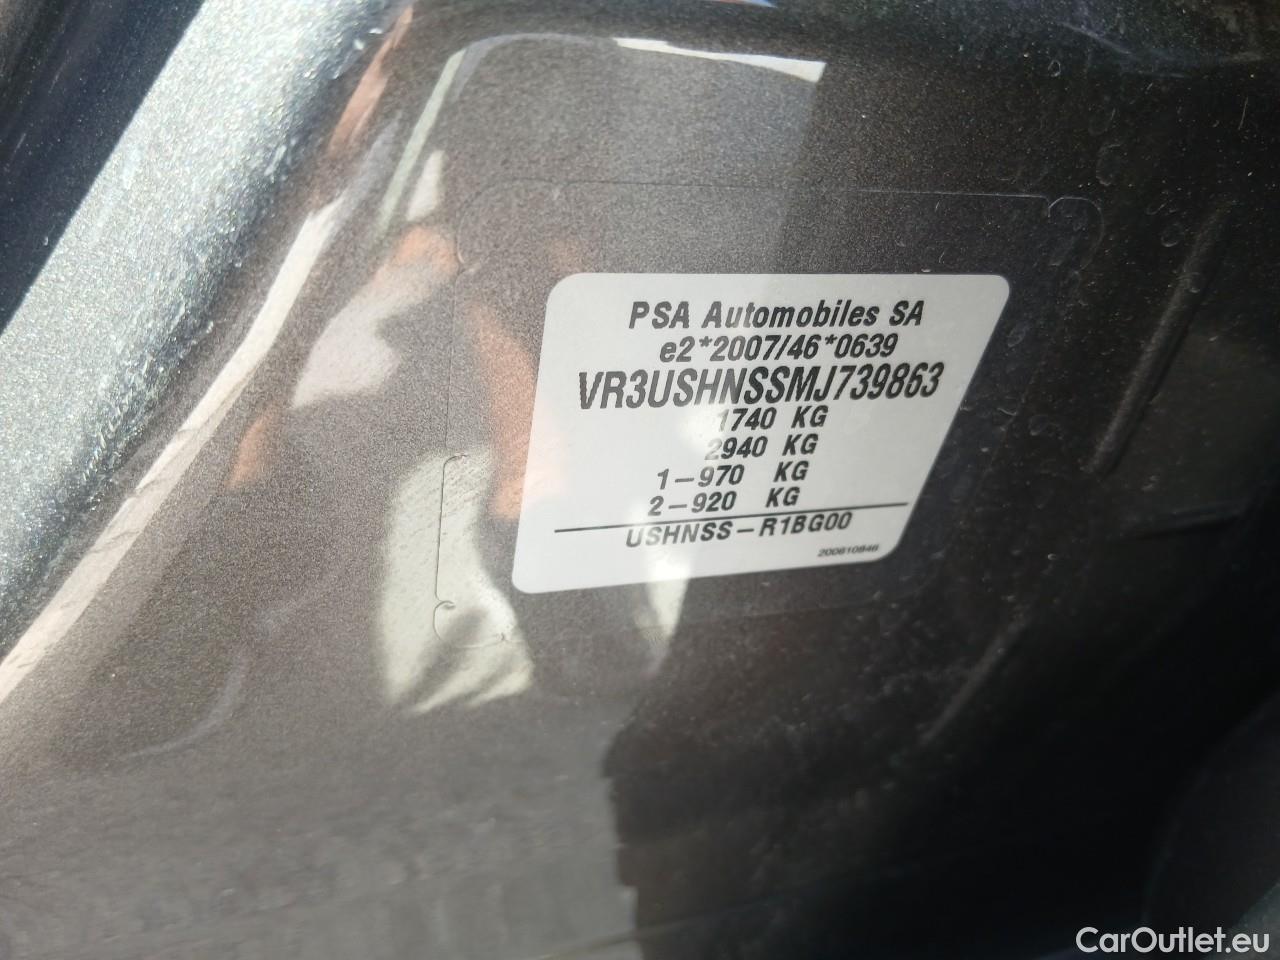 PSA Automobiles SA
e2*2007/46*0639
VR3USHNSSMJ739863
1740 KG
2940 KG
1-970 KG
2-920 KG
USHNSS-R1BG00
200810846
CarOutlet.eu